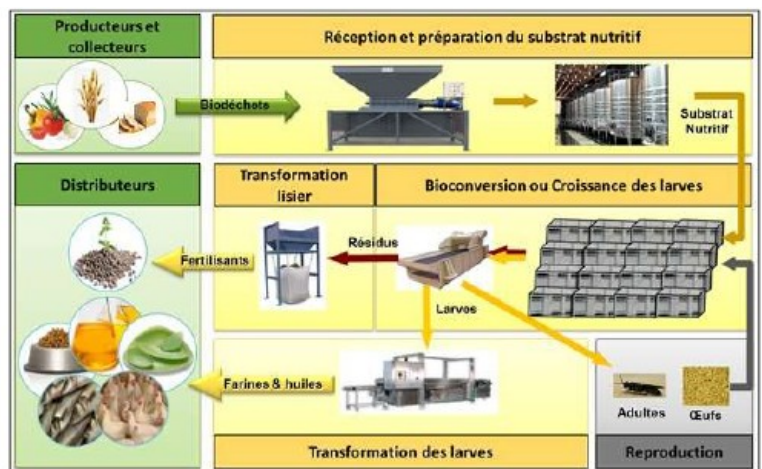 Producteurs et
collecteurs
Réception et préparation du substrat nutritif
Biodéchets
Substrat
Nutritif
Distributeurs
Transformation
lisier
Bioconversion ou Croissance des larves
Résidus
Fertilisants
Larves
Farines & huiles
Adultes
Œufs
Transformation des larves
Reproduction